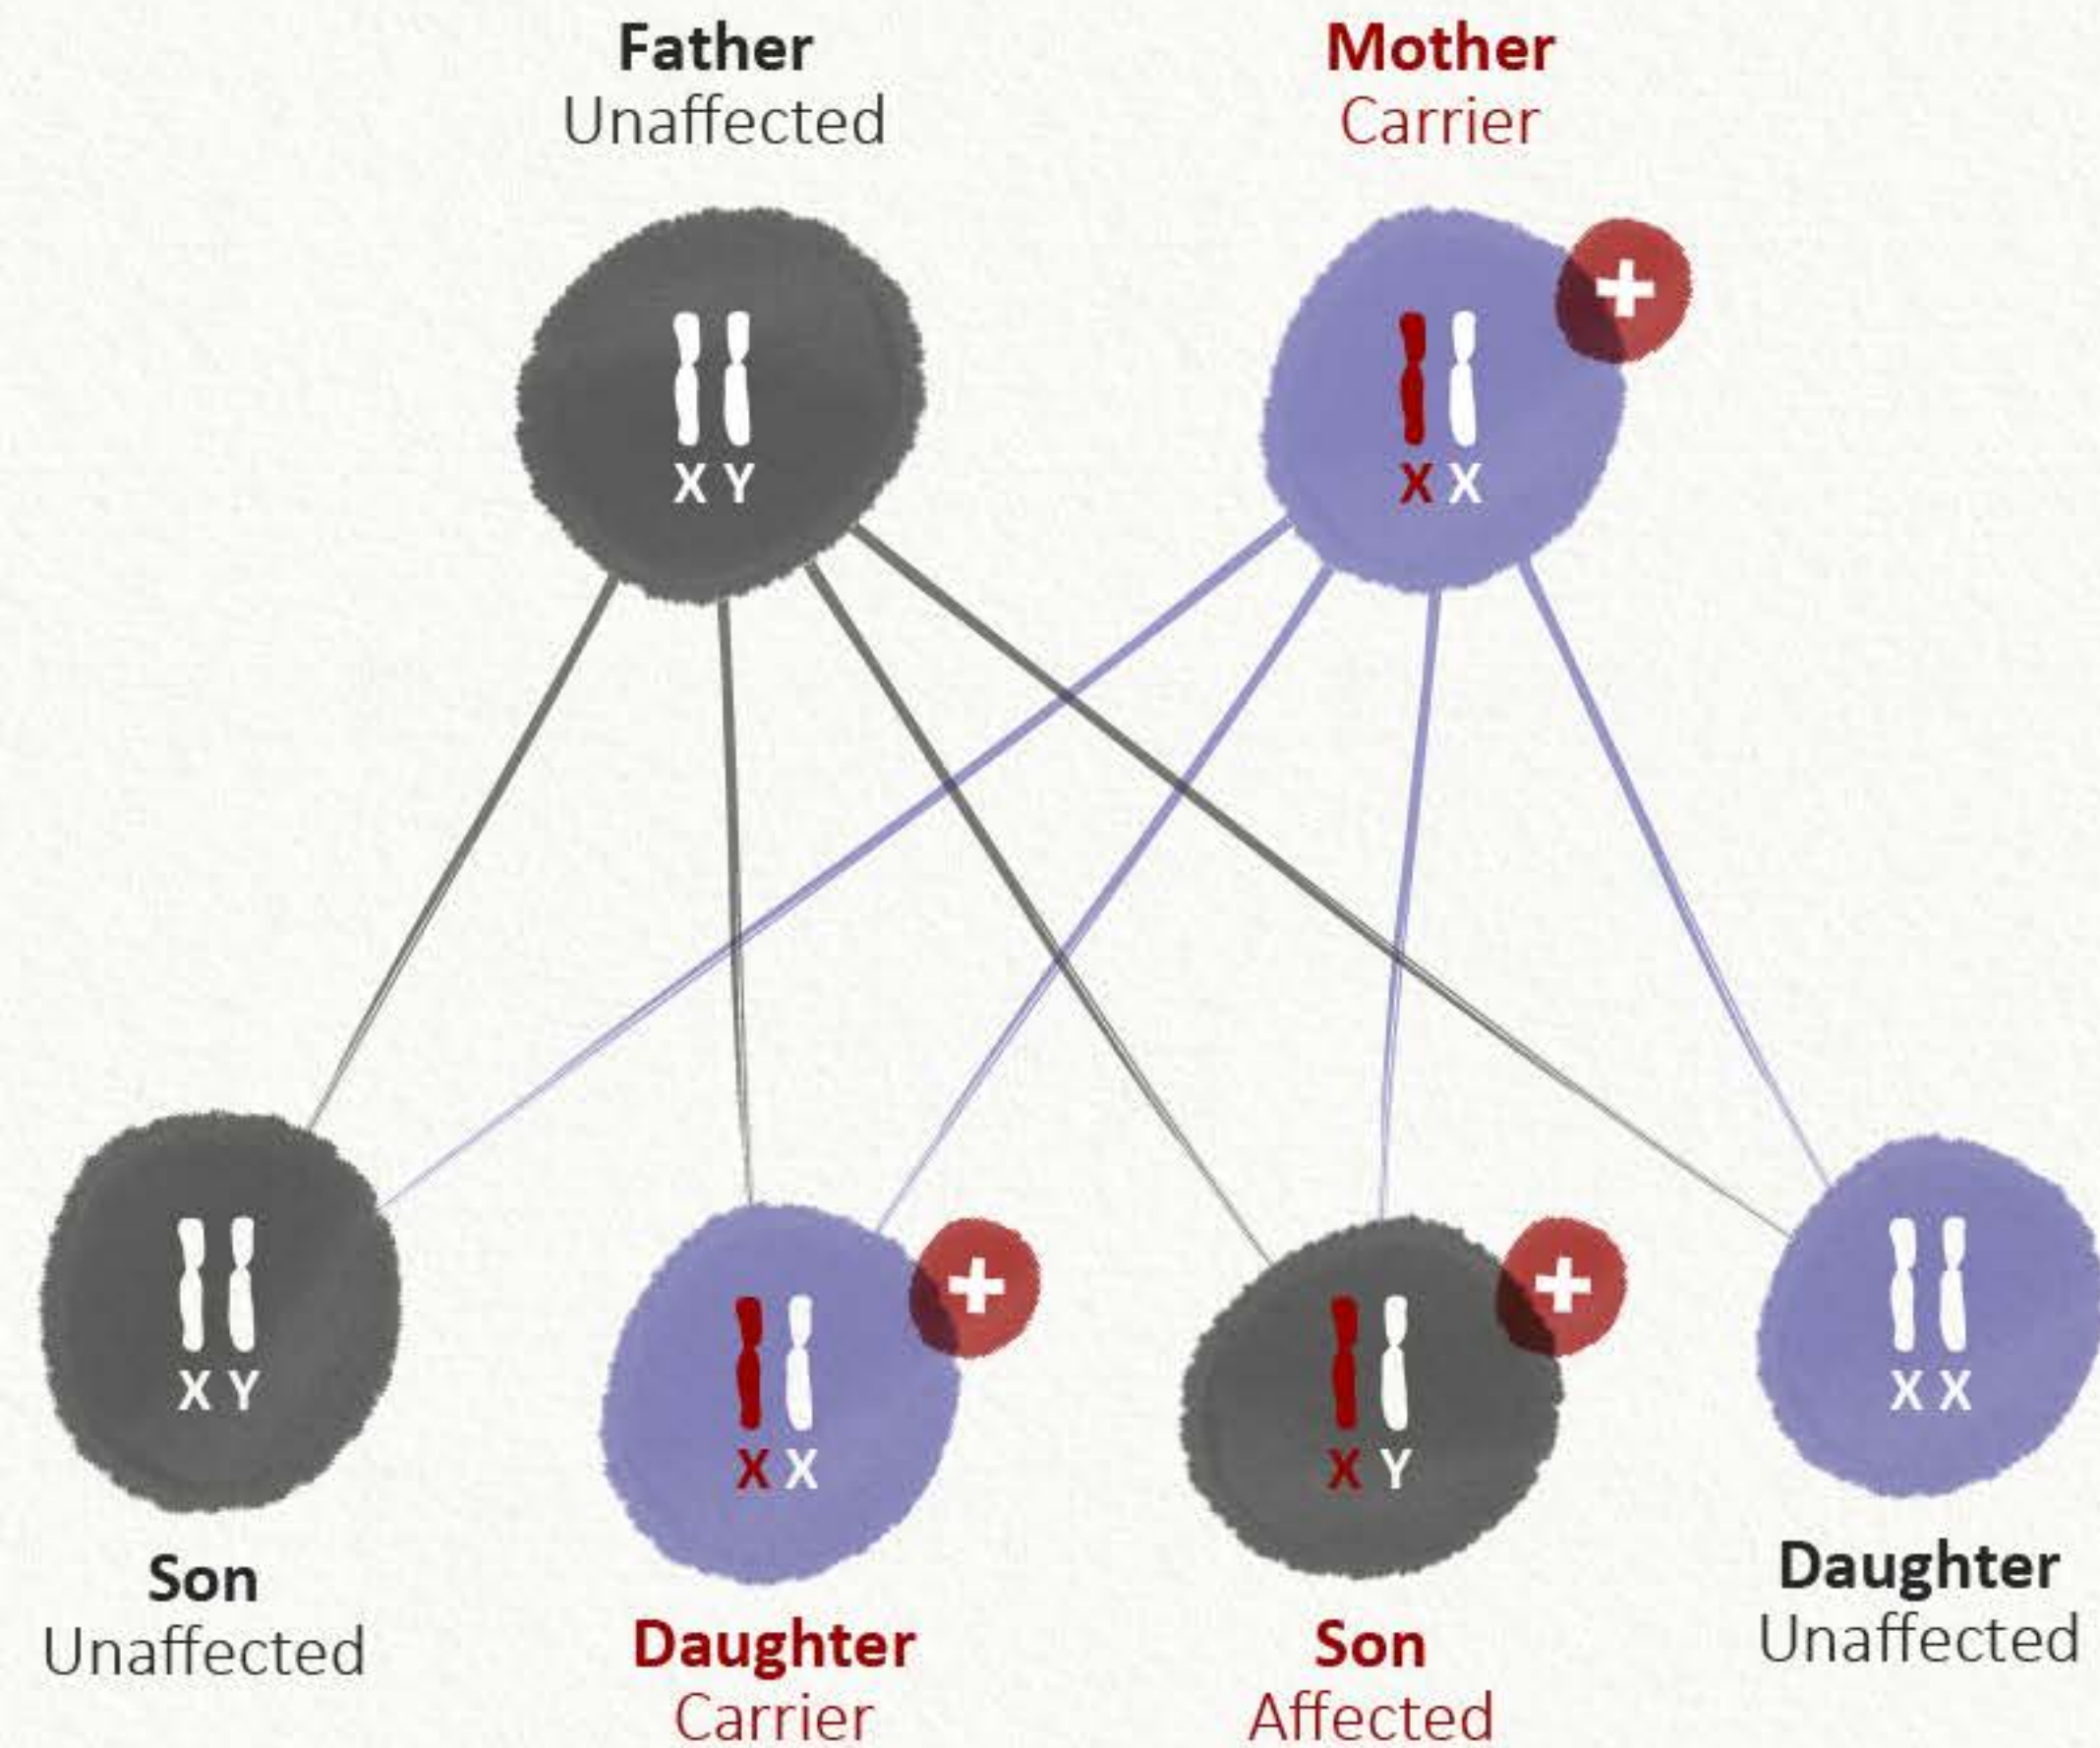 Father
Unaffected
Mother
Carrier
X Y
X X
X Y
X X
X Y
X X
Son
Unaffected
Daughter
Carrier
Son
Affected
Daughter
Unaffected